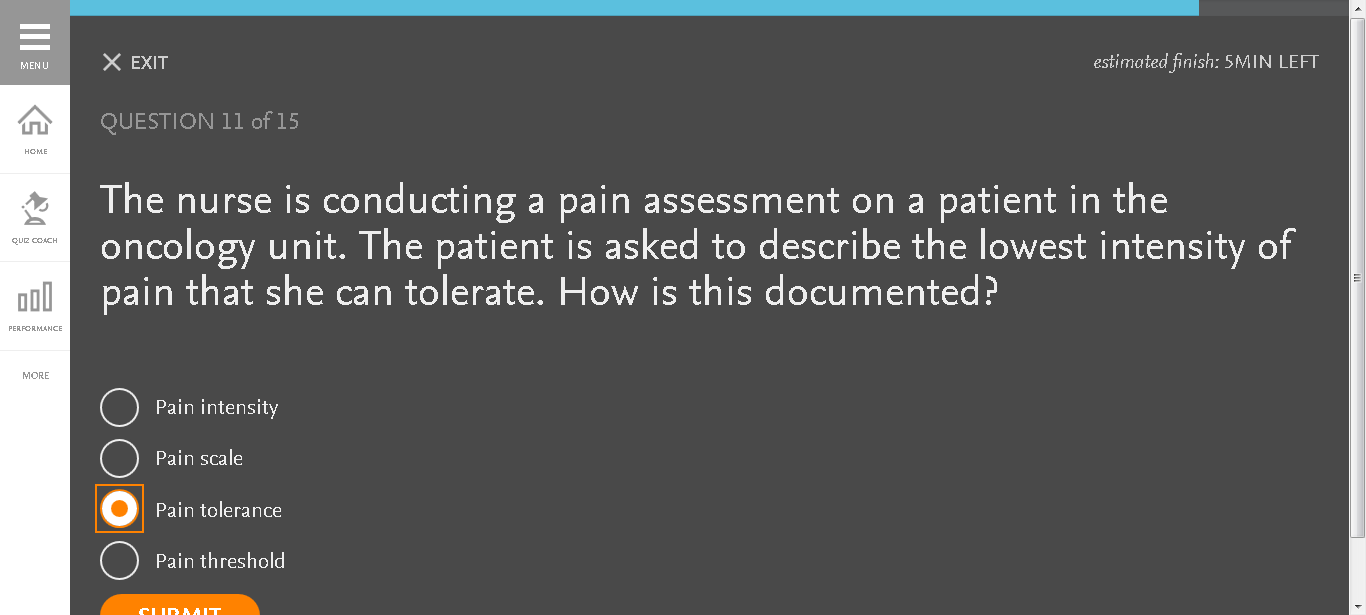 MENU
EXIT
estimated finish: 5MIN LEFT
HOME
QUESTION 11 of 15
QUIZ COACH
The nurse is conducting a pain assessment on a patient in the
oncology unit. The patient is asked to describe the lowest intensity of
pain that she can tolerate. How is this documented?
PERFORMANCE
MORE
Pain intensity
Pain scale
Pain tolerance
Pain threshold
SUBMIT